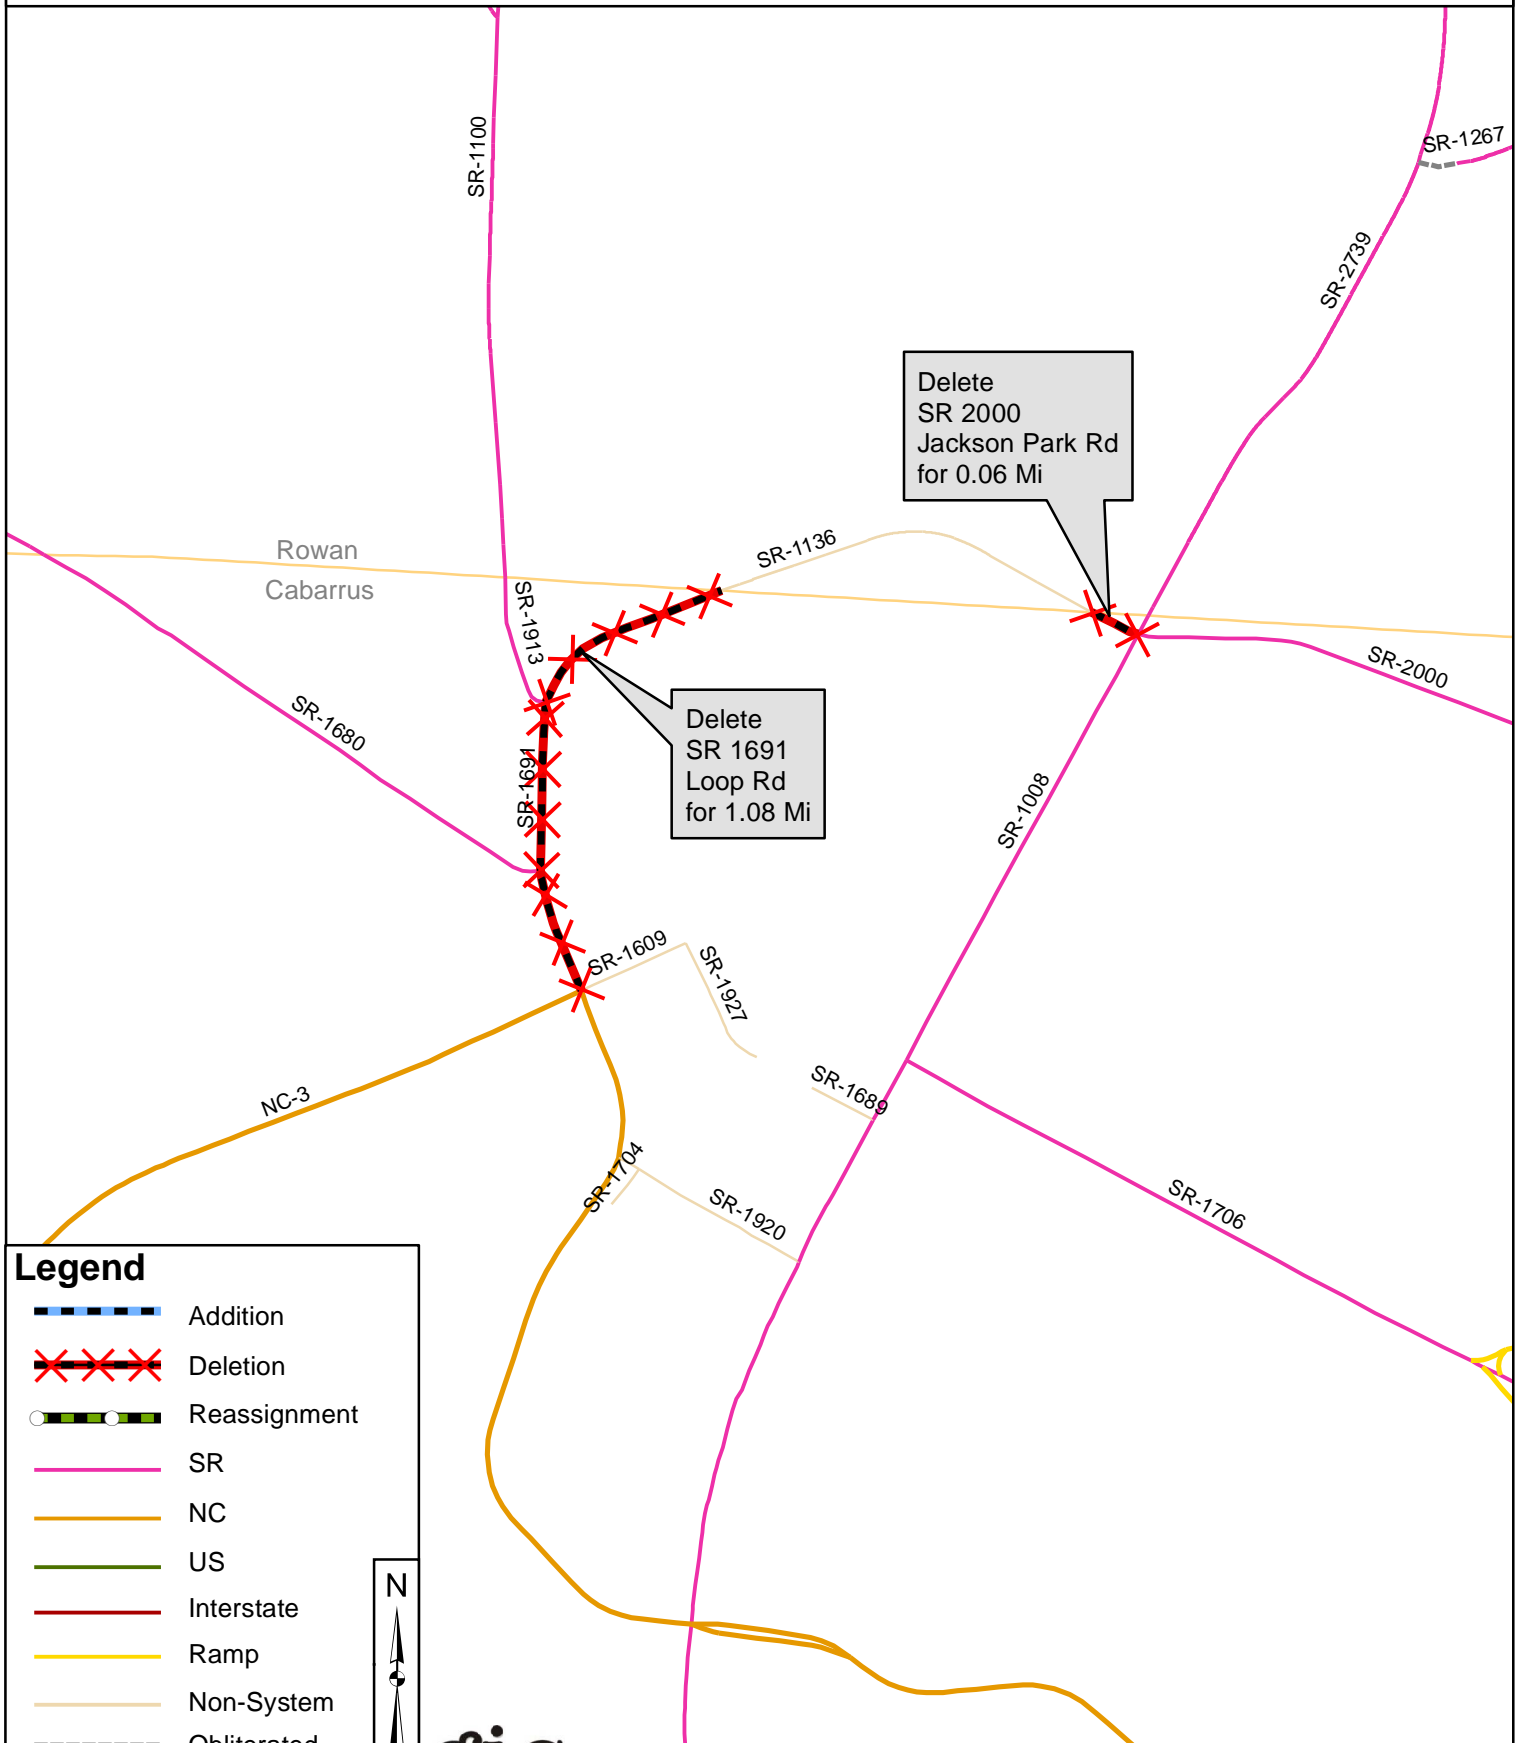 SR-1100
SR-1267
SR-2739
Delete
SR 2000
Jackson Park Rd
for 0.06 Mi
SR-1136
Rowan
Cabarrus
SR-1913
SR-2000
SR-1680
Delete
SR 1691
Loop Rd
for 1.08 Mi
SR-1691
SR-1008
SR-1609
SR-1927
SR-1689
NC-3
SR-1704
SR-1920
SR-1706
Legend
Addition
Deletion
Reassignment
SR
NC
US
Interstate
Ramp
Non-System
Obliterated
N